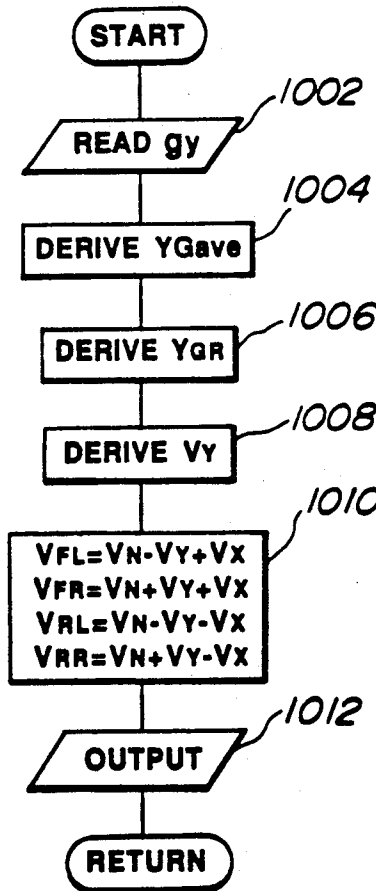 START
1002
READ gy
1004
DERIVE YGave
1006
DERIVE YGR
1008
DERIVE VY
1010
VFL=VN-VY+VX
VFR=VN+VY+VX
VRL=VN-VY-VX
VRR=VN+VY-VX
1012
OUTPUT
RETURN